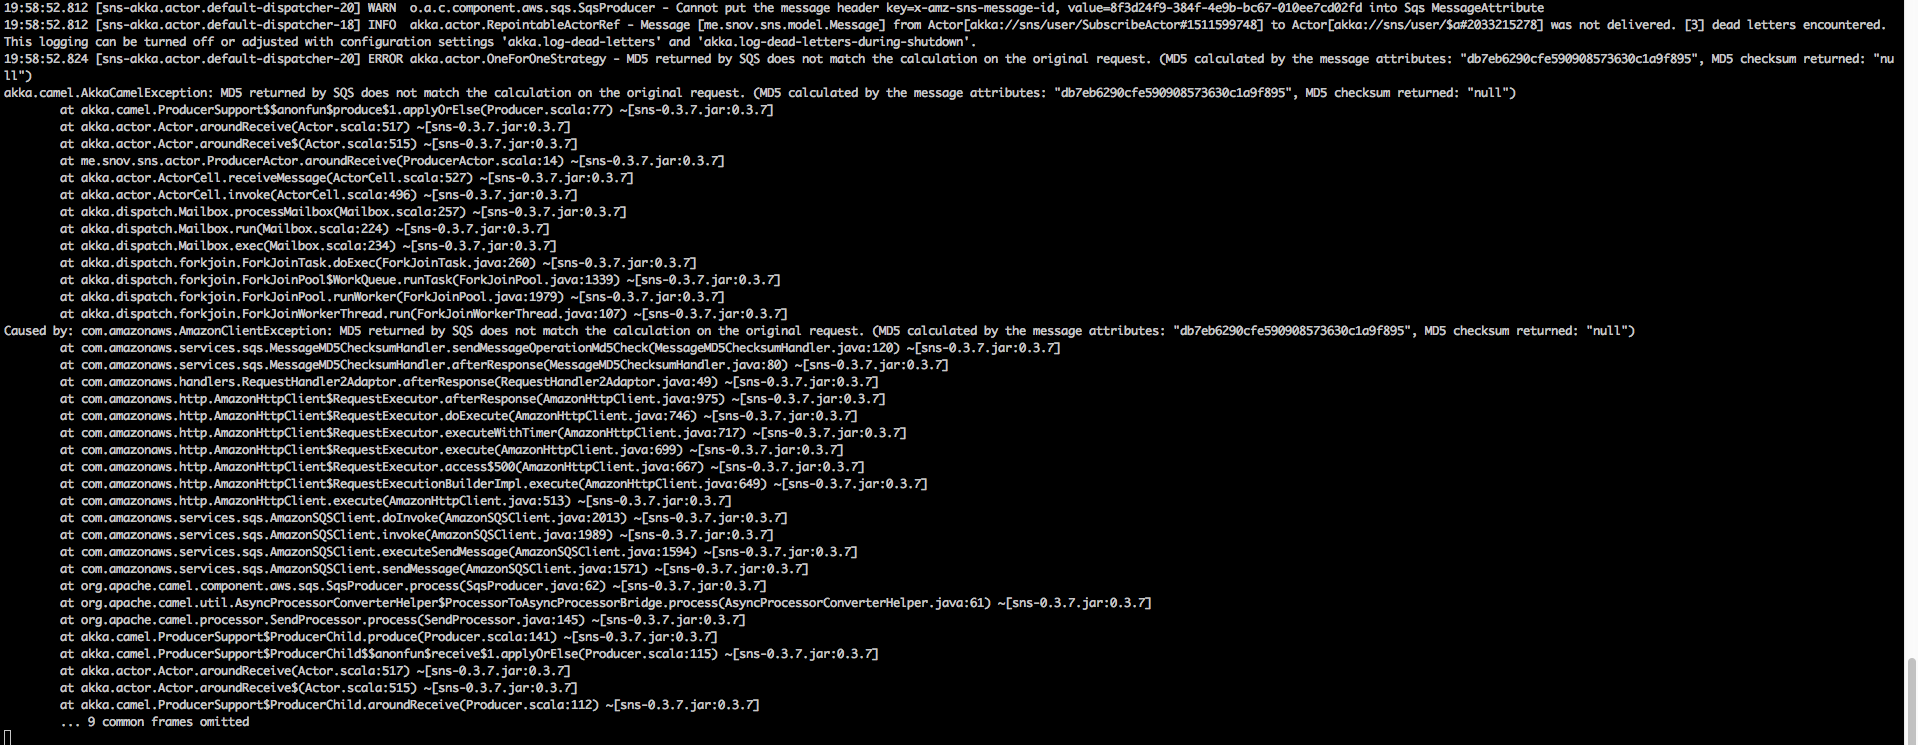 19:58:52.812 [sns-akka.actor.default-dispatcher-20] WARN  o.a.c.component.aws.sqs.SqsProducer - Cannot put the message header key=x-amz-sns-message-id, value=8f3d24f9-384f-4e9b-bc67-010ee7cd02fd into Sqs MessageAttribute
19:58:52.812 [sns-akka.actor.default-dispatcher-18] INFO  akka.actor.RepointableActorRef - Message [me.snov.sns.model.Message] from Actor[akka://sns/user/SubscribeActor#1511599748] to Actor[akka://sns/user/$a#2033215278] was not delivered. [3] dead letters encountered.
This logging can be turned off or adjusted with configuration settings 'akka.log-dead-letters' and 'akka.log-dead-letters-during-shutdown'.
19:58:52.824 [sns-akka.actor.default-dispatcher-20] ERROR akka.actor.OneForOneStrategy - MD5 returned by SQS does not match the calculation on the original request. (MD5 calculated by the message attributes: "db7eb6290cfe590908573630c1a9f895", MD5 checksum returned: "nu
ll")
akka.camel.AkkaCamelException: MD5 returned by SQS does not match the calculation on the original request. (MD5 calculated by the message attributes: "db7eb6290cfe590908573630c1a9f895", MD5 checksum returned: "null")
at akka.camel.ProducerSupport$$anonfun$produce$1.applyOrElse(Producer.scala:77) ~[sns-0.3.7.jar:0.3.7]
at akka.actor.Actor.aroundReceive(Actor.scala:517) ~[sns-0.3.7.jar:0.3.7]
at akka.actor.Actor.aroundReceive$(Actor.scala:515) ~[sns-0.3.7.jar:0.3.7]
at me.snov.sns.actor.ProducerActor.aroundReceive(ProducerActor.scala:14) ~[sns-0.3.7.jar:0.3.7]
at akka.actor.ActorCell.receiveMessage(ActorCell.scala:527) ~[sns-0.3.7.jar:0.3.7]
at akka.actor.ActorCell.invoke(ActorCell.scala:496) ~[sns-0.3.7.jar:0.3.7]
at akka.dispatch.Mailbox.processMailbox(Mailbox.scala:257) ~[sns-0.3.7.jar:0.3.7]
at akka.dispatch.Mailbox.run(Mailbox.scala:224) ~[sns-0.3.7.jar:0.3.7]
at akka.dispatch.Mailbox.exec(Mailbox.scala:234) ~[sns-0.3.7.jar:0.3.7]
at akka.dispatch.forkjoin.ForkJoinTask.doExec(ForkJoinTask.java:260) ~[sns-0.3.7.jar:0.3.7]
at akka.dispatch.forkjoin.ForkJoinPool$WorkQueue.runTask(ForkJoinPool.java:1339) ~[sns-0.3.7.jar:0.3.7]
at akka.dispatch.forkjoin.ForkJoinPool.runWorker(ForkJoinPool.java:1979) ~[sns-0.3.7.jar:0.3.7]
at akka.dispatch.forkjoin.ForkJoinWorkerThread.run(ForkJoinWorkerThread.java:107) ~[sns-0.3.7.jar:0.3.7]
Caused by: com.amazonaws.AmazonClientException: MD5 returned by SQS does not match the calculation on the original request. (MD5 calculated by the message attributes: "db7eb6290cfe590908573630c1a9f895", MD5 checksum returned: "null")
at com.amazonaws.services.sqs.MessageMD5ChecksumHandler.sendMessageOperationMd5Check(MessageMD5ChecksumHandler.java:120) ~[sns-0.3.7.jar:0.3.7]
at com.amazonaws.services.sqs.MessageMD5ChecksumHandler.afterResponse(MessageMD5ChecksumHandler.java:80) ~[sns-0.3.7.jar:0.3.7]
at com.amazonaws.handlers.RequestHandler2Adaptor.afterResponse(RequestHandler2Adaptor.java:49) ~[sns-0.3.7.jar:0.3.7]
at com.amazonaws.http.AmazonHttpClient$RequestExecutor.afterResponse(AmazonHttpClient.java:975) ~[sns-0.3.7.jar:0.3.7]
at com.amazonaws.http.AmazonHttpClient$RequestExecutor.doExecute(AmazonHttpClient.java:746) ~[sns-0.3.7.jar:0.3.7]
at com.amazonaws.http.AmazonHttpClient$RequestExecutor.executeWithTimer(AmazonHttpClient.java:717) ~[sns-0.3.7.jar:0.3.7]
at com.amazonaws.http.AmazonHttpClient$RequestExecutor.execute(AmazonHttpClient.java:699) ~[sns-0.3.7.jar:0.3.7]
at com.amazonaws.http.AmazonHttpClient$RequestExecutor.access$500(AmazonHttpClient.java:667) ~[sns-0.3.7.jar:0.3.7]
at com.amazonaws.http.AmazonHttpClient$RequestExecutionBuilderImpl.execute(AmazonHttpClient.java:649) ~[sns-0.3.7.jar:0.3.7]
at com.amazonaws.http.AmazonHttpClient.execute(AmazonHttpClient.java:513) ~[sns-0.3.7.jar:0.3.7]
at com.amazonaws.services.sqs.AmazonSQSClient.doInvoke(AmazonSQSClient.java:2013) ~[sns-0.3.7.jar:0.3.7]
at com.amazonaws.services.sqs.AmazonSQSClient.invoke(AmazonSQSClient.java:1989) ~[sns-0.3.7.jar:0.3.7]
at com.amazonaws.services.sqs.AmazonSQSClient.executeSendMessage(AmazonSQSClient.java:1594) ~[sns-0.3.7.jar:0.3.7]
at com.amazonaws.services.sqs.AmazonSQSClient.sendMessage(AmazonSQSClient.java:1571) ~[sns-0.3.7.jar:0.3.7]
at org.apache.camel.component.aws.sqs.SqsProducer.process(SqsProducer.java:62) ~[sns-0.3.7.jar:0.3.7]
at org.apache.camel.util.AsyncProcessorConverterHelper$ProcessorToAsyncProcessorBridge.process(AsyncProcessorConverterHelper.java:61) ~[sns-0.3.7.jar:0.3.7]
at org.apache.camel.processor.SendProcessor.process(SendProcessor.java:145) ~[sns-0.3.7.jar:0.3.7]
at akka.camel.ProducerSupport$ProducerChild.produce(Producer.scala:141) ~[sns-0.3.7.jar:0.3.7]
at akka.camel.ProducerSupport$ProducerChild$$anonfun$receive$1.applyOrElse(Producer.scala:115) ~[sns-0.3.7.jar:0.3.7]
at akka.actor.Actor.aroundReceive(Actor.scala:517) ~[sns-0.3.7.jar:0.3.7]
at akka.actor.Actor.aroundReceive$(Actor.scala:515) ~[sns-0.3.7.jar:0.3.7]
at akka.camel.ProducerSupport$ProducerChild.aroundReceive(Producer.scala:112) ~[sns-0.3.7.jar:0.3.7]
... 9 common frames omitted